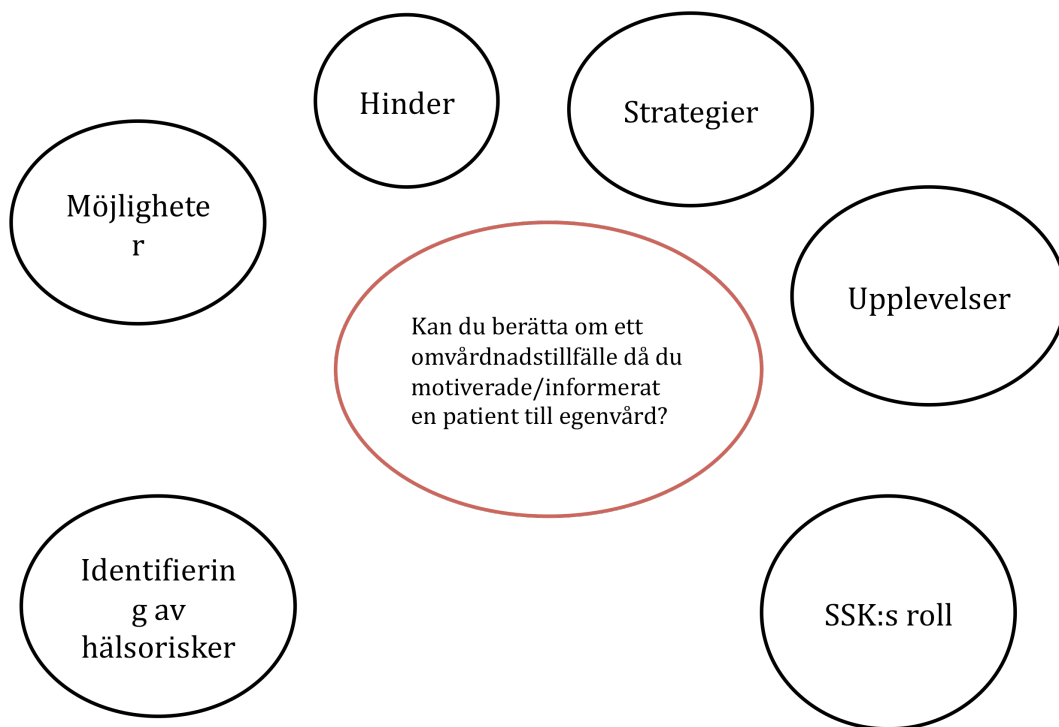 Hinder
Strategier
Möjlighete
r
Upplevelser
Kan du berätta om ett
omvårdnadstillfälle då du
motiverade/informerat
en patient till egenvård?
Identifierin
g av
hälsorisker
SSK:s roll